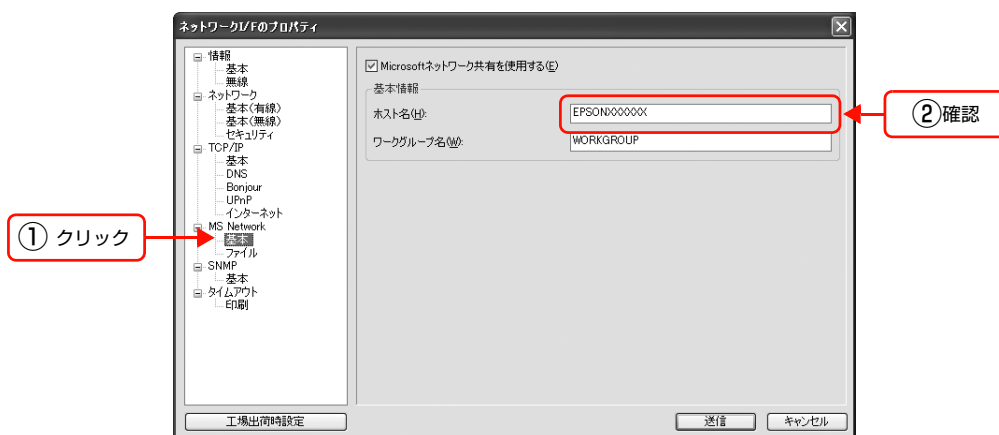 ネットワークI/Fのプロパティ
情報
基本
無線
ネットワーク
基本(有線)
基本(無線)
セキュリティ
TCP/IP
基本
DNS
Bonjour
UPnP
インターネット
MS Network
基本
ファイル
SNMP
基本
タイムアウト
印刷
① クリック
Microsoftネットワーク共有を使用する(E)
基本情報
ホスト名(H):
EPSONXXXXXX
ワークグループ名(W):
WORKGROUP
②確認
工場出荷時設定
送信
キャンセル